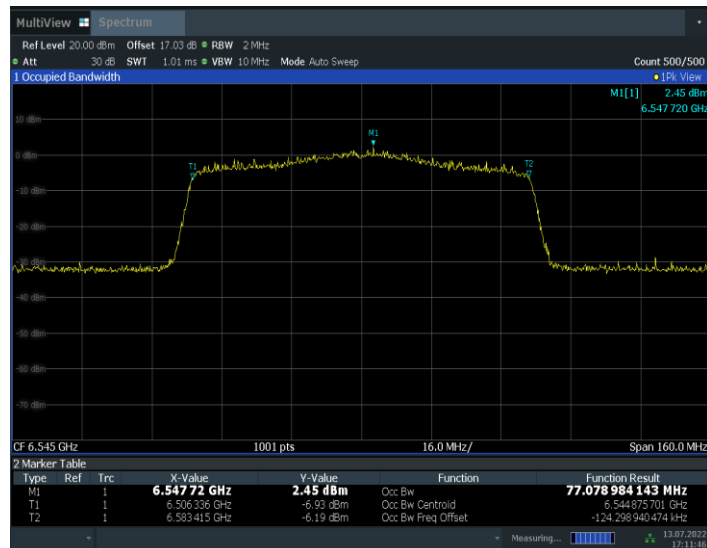 MultiView Spectrum
Ref Level 20.00 dBm Offset 17.03 dB RBW 2 MHz
Att 30 dB SWT 1.01 ms VBW 10 MHz Mode Auto Sweep Count 500/500
1 Occupied Bandwidth 1Pk View
M1[1] 2.45 dBm
6.547 720 GHz
10 dBm
M1
0 dBm
T1 T2
-10 dBm
-20 dBm
-30 dBm
-40 dBm
-50 dBm
-60 dBm
-70 dBm
CF 6.545 GHz 1001 pts 16.0 MHz/ Span 160.0 MHz
2 Marker Table
Type Ref Trc X-Value Y-Value Function Function Result
M1 1 6.547 72 GHz 2.45 dBm Occ Bw 77.078 984 143 MHz
T1 1 6.506 336 GHz -6.93 dBm Occ Bw Centroid 6.544 875 701 GHz
T2 1 6.583 415 GHz -6.19 dBm Occ Bw Freq Offset -124.298 940 474 kHz
Measuring... 13.07.2022
17:11:46